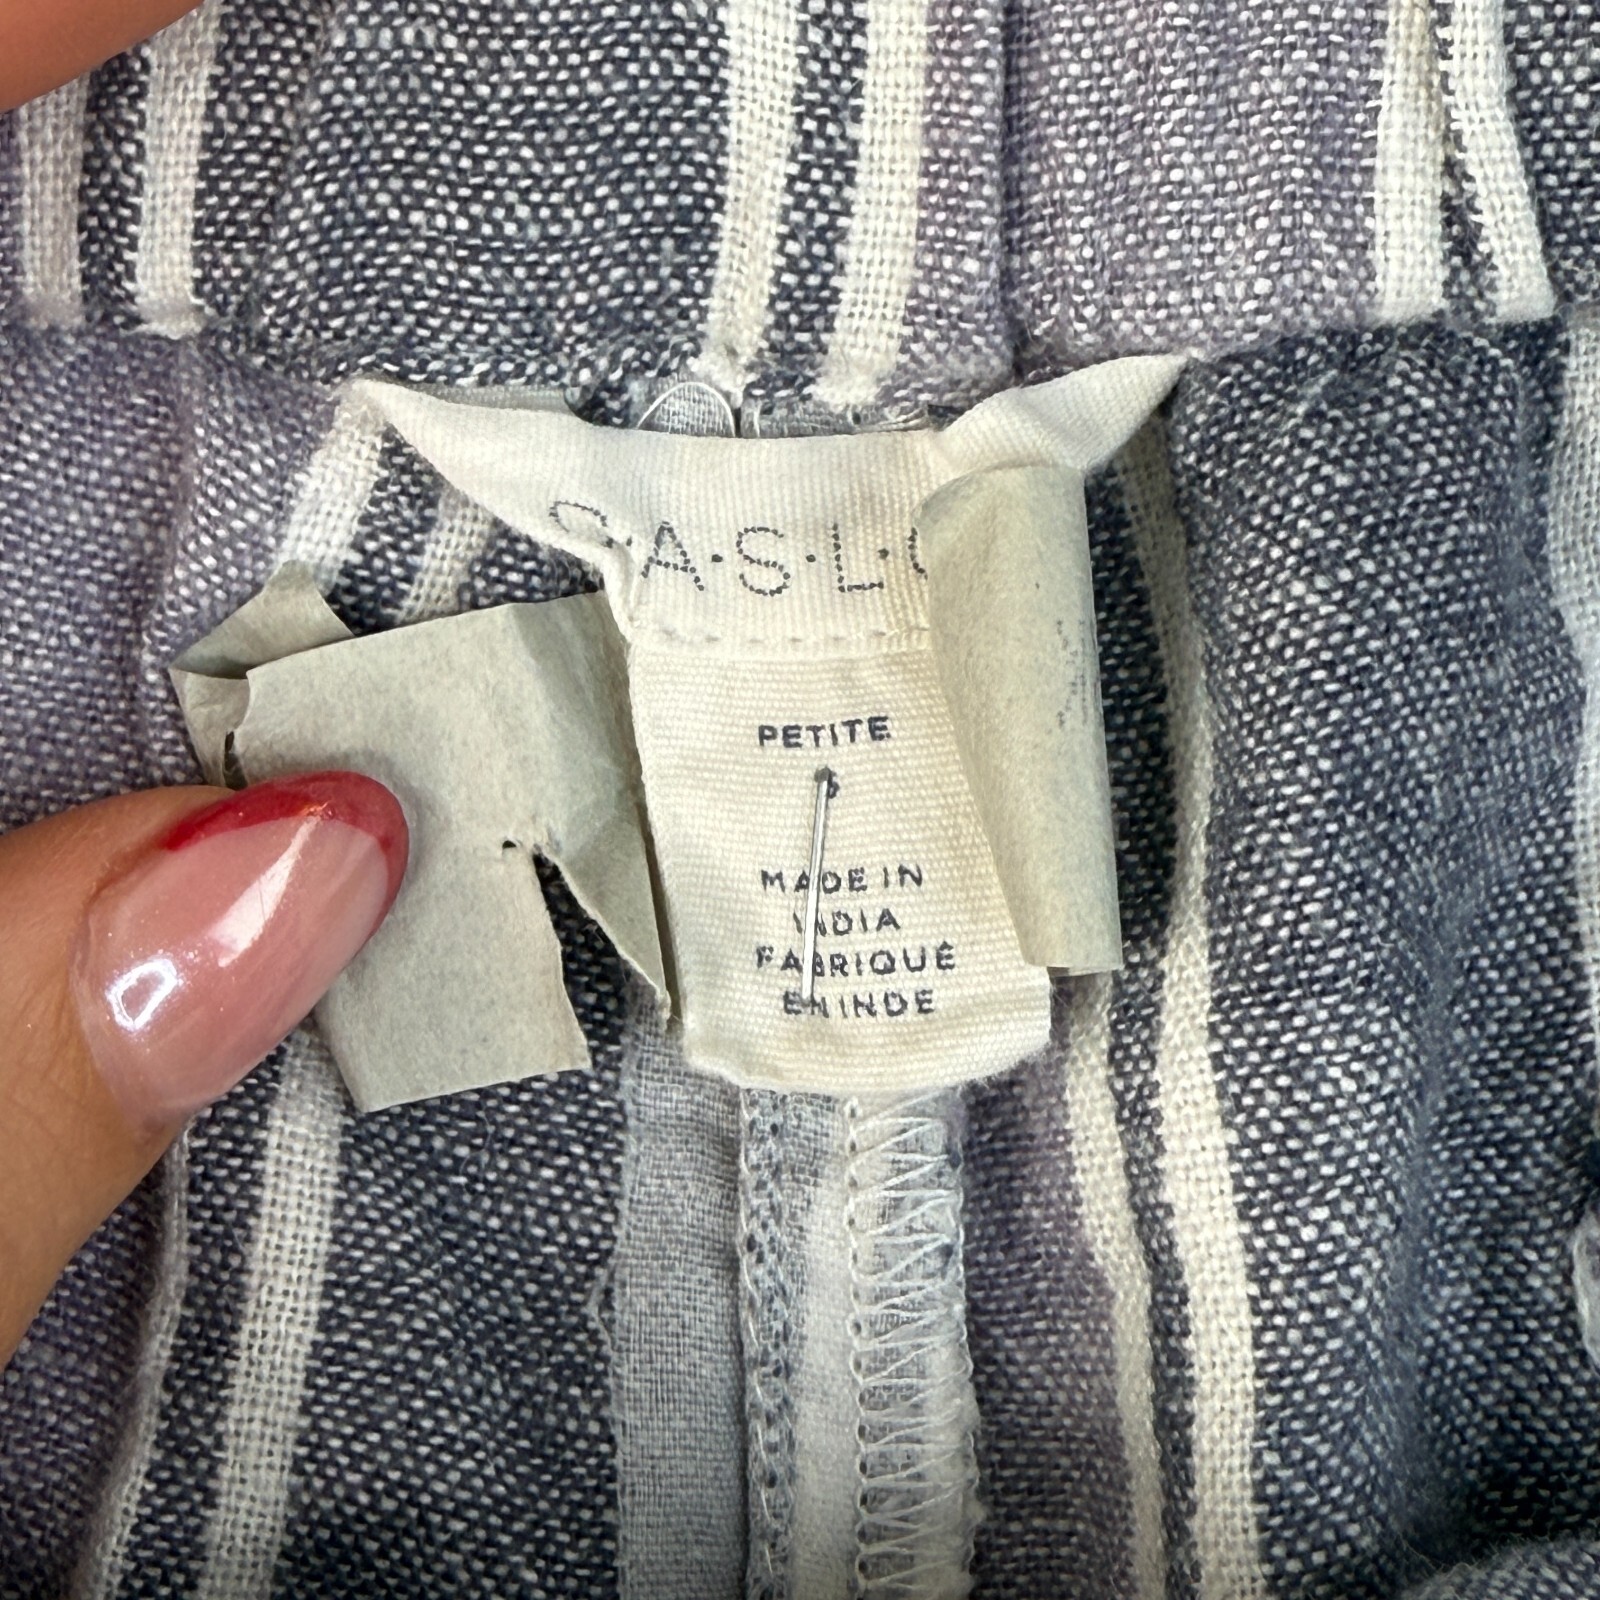 S·A·S·L·
PETITE
MADE IN
INDIA
FABRIQUÉ
EN INDE